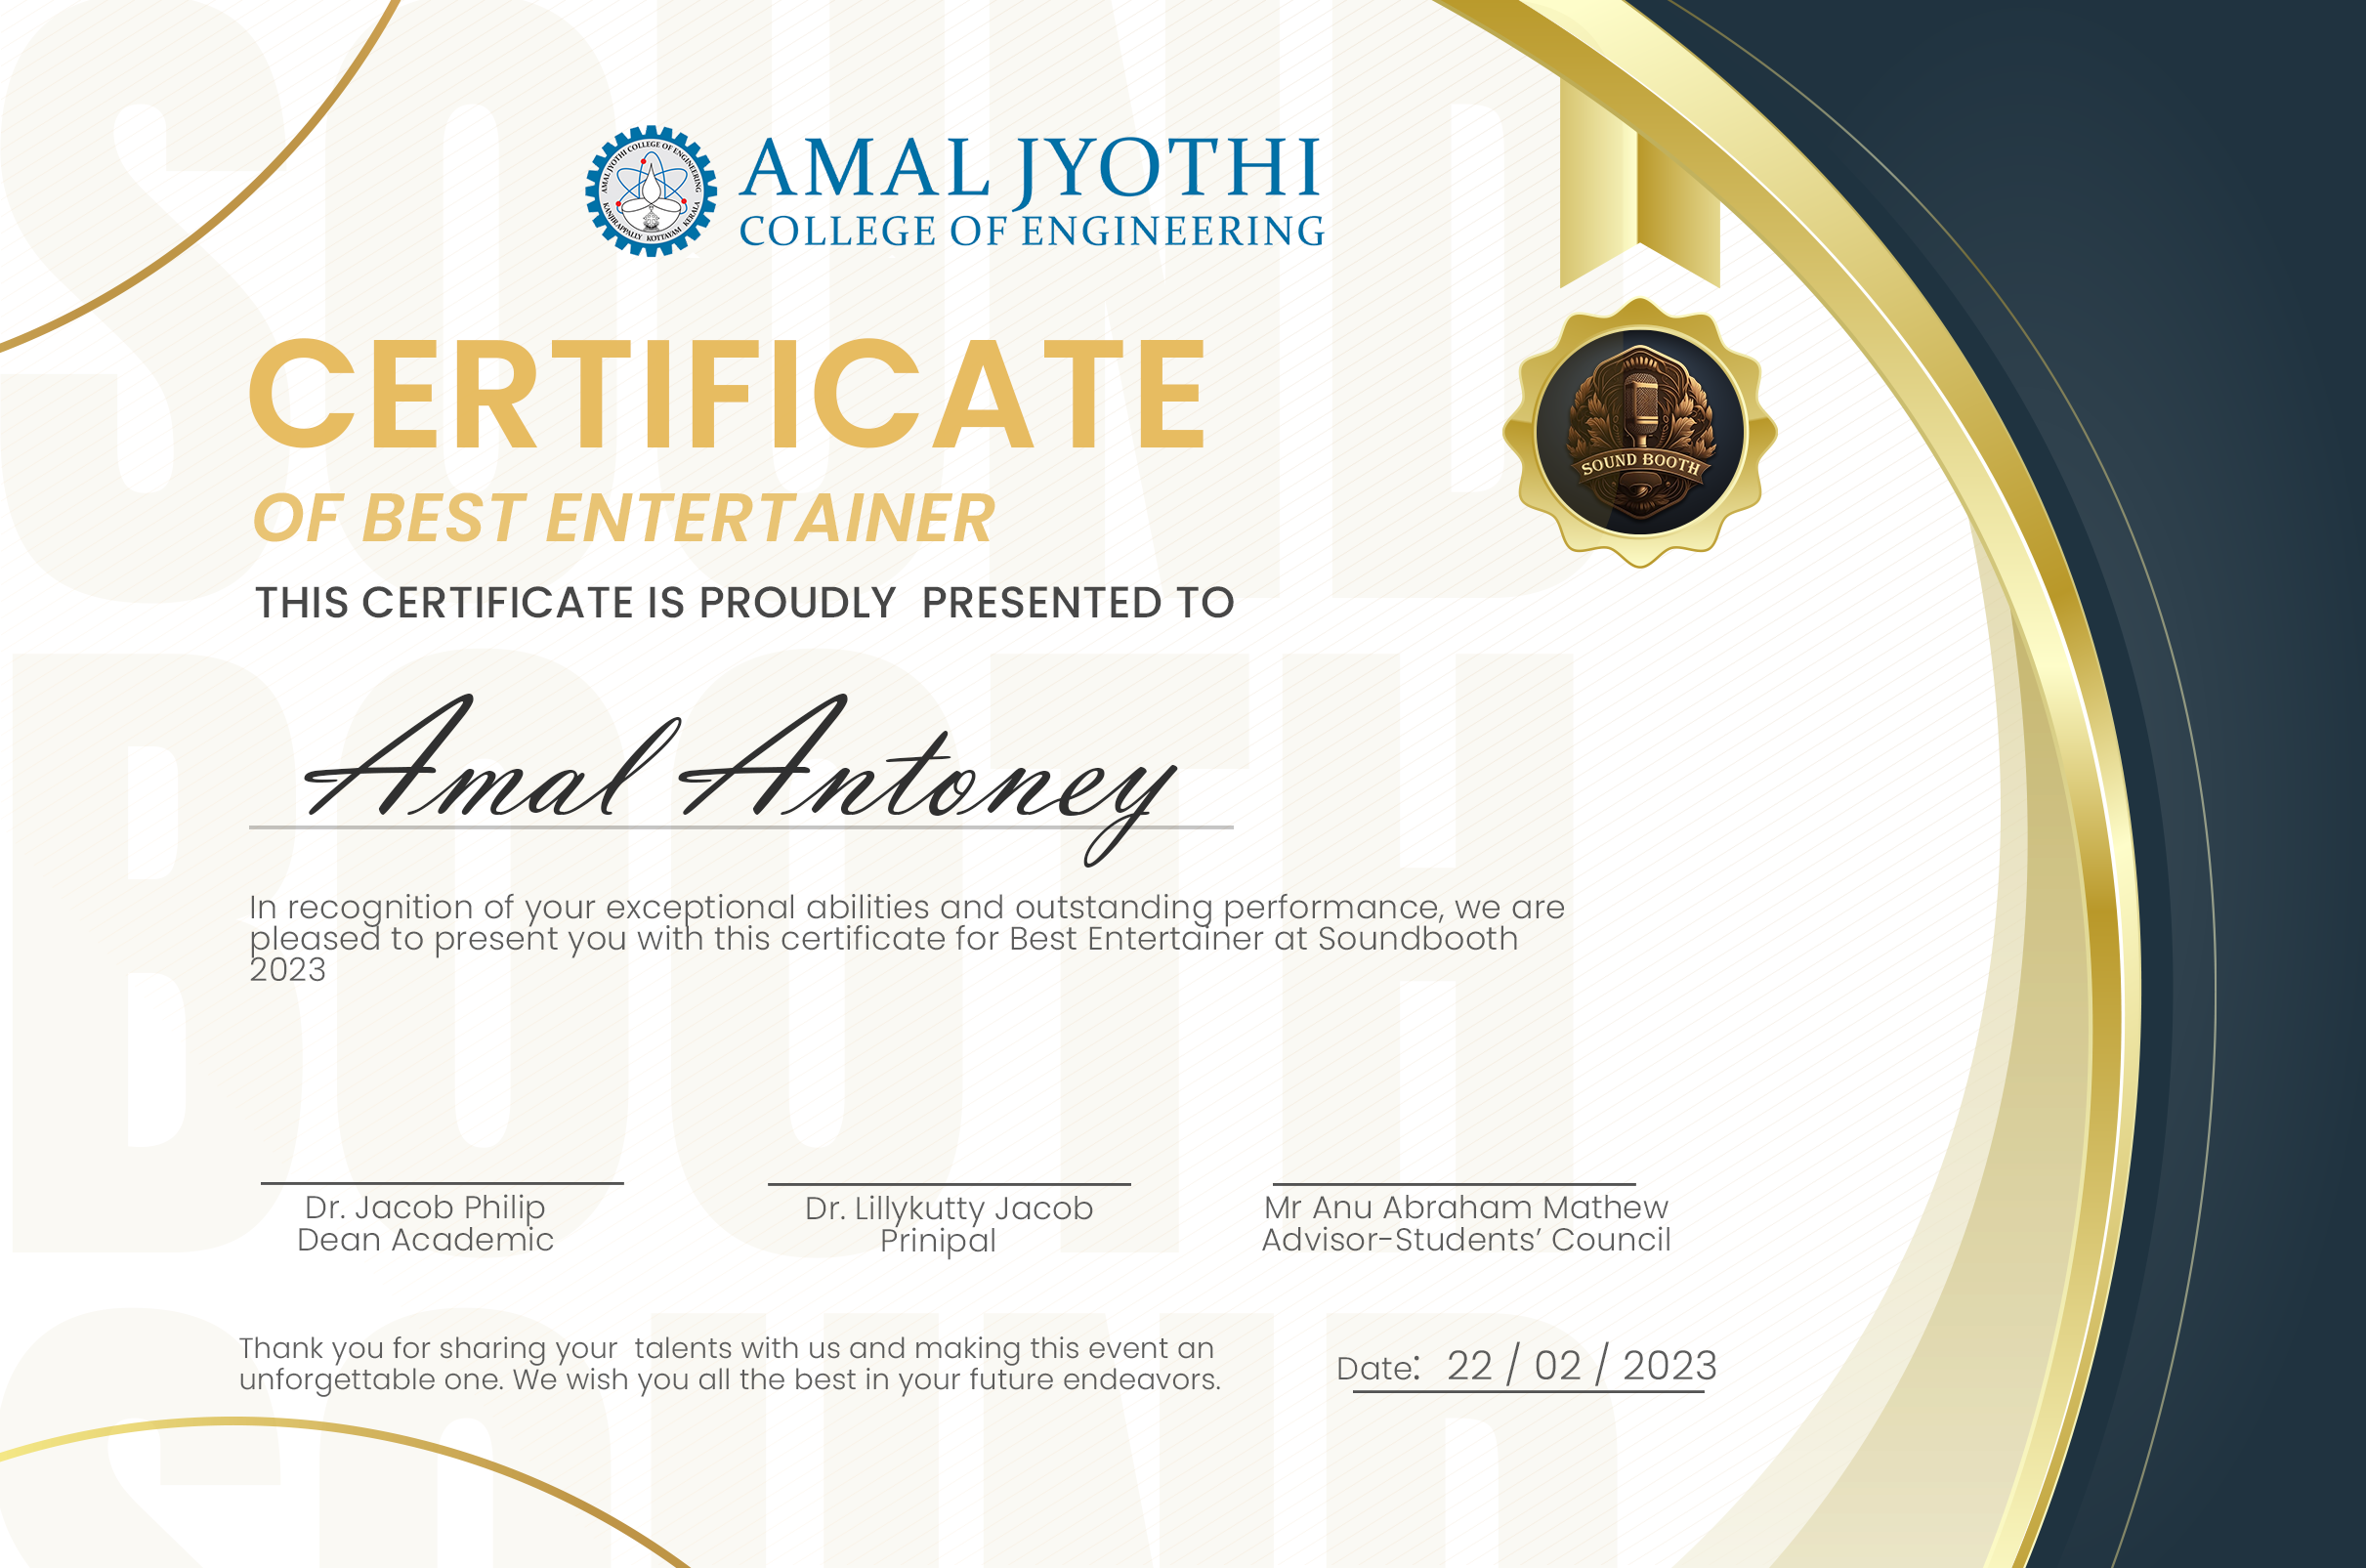 AMAL JYOTHI COLLEGE OF ENGINEERING
KANJIRAPPALLY KOTTAYAM KERALA
AMAL JYOTHI
COLLEGE OF ENGINEERING
CERTIFICATE
OF BEST ENTERTAINER
THIS CERTIFICATE IS PROUDLY  PRESENTED TO
SOUND BOOTH
Amal Antoney
In recognition of your exceptional abilities and outstanding performance, we are
pleased to present you with this certificate for Best Entertainer at Soundbooth
2023
Dr. Jacob Philip
Dean Academic
Dr. Lillykutty Jacob
Prinipal
Mr Anu Abraham Mathew
Advisor-Students’ Council
Thank you for sharing your  talents with us and making this event an
unforgettable one. We wish you all the best in your future endeavors.
Date:  22 / 02 / 2023
SOUND
BOOTH
SOUND